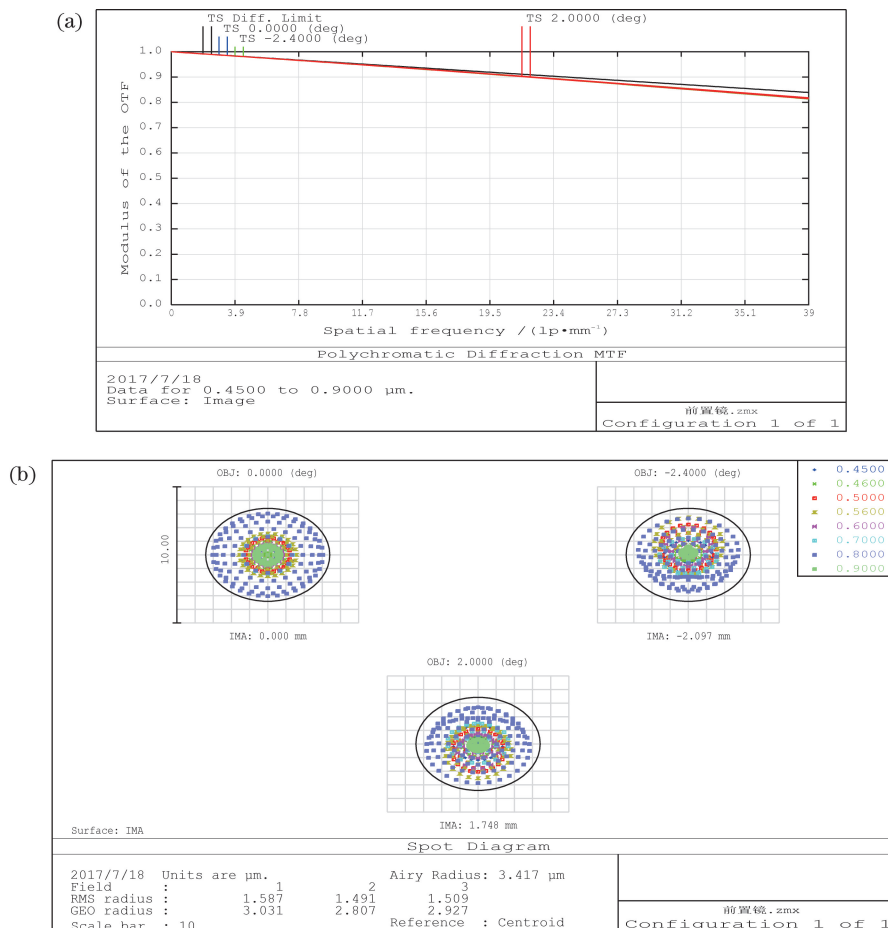 (a)
TS Diff. Limit
TS 0.0000 (deg)
TS -2.4000 (deg)
TS 2.0000 (deg)
Modulus of the OTF
1.0
0.9
0.8
0.7
0.6
0.5
0.4
0.3
0.2
0.1
0.0
0 3.9 7.8 11.7 15.6 19.5 23.4 27.3 31.2 35.1 39
Spatial frequency /(lp•mm⁻¹)
Polychromatic Diffraction MTF
2017/7/18
Data for 0.4500 to 0.9000 μm.
Surface: Image
前置镜.zmx
Configuration 1 of 1
(b)
OBJ: 0.0000 (deg)
10.00
IMA: 0.000 mm
OBJ: -2.4000 (deg)
IMA: -2.097 mm
0.4500
0.4600
0.5000
0.5600
0.6000
0.7000
0.8000
0.9000
OBJ: 2.0000 (deg)
IMA: 1.748 mm
Surface: IMA
Spot Diagram
2017/7/18 Units are μm. Airy Radius: 3.417 μm
Field : 1 2 3
RMS radius : 1.587 1.491 1.509
GEO radius : 3.031 2.807 2.927
Scale bar : 10 Reference : Centroid
前置镜.zmx
Configuration 1 of 1